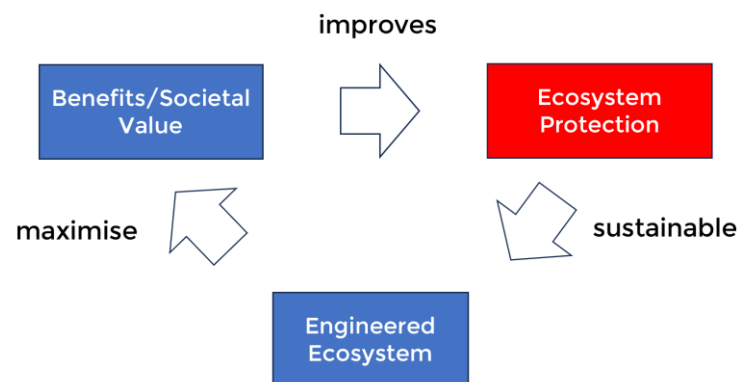 improves
Benefits/Societal
Value
Ecosystem
Protection
maximise
sustainable
Engineered
Ecosystem